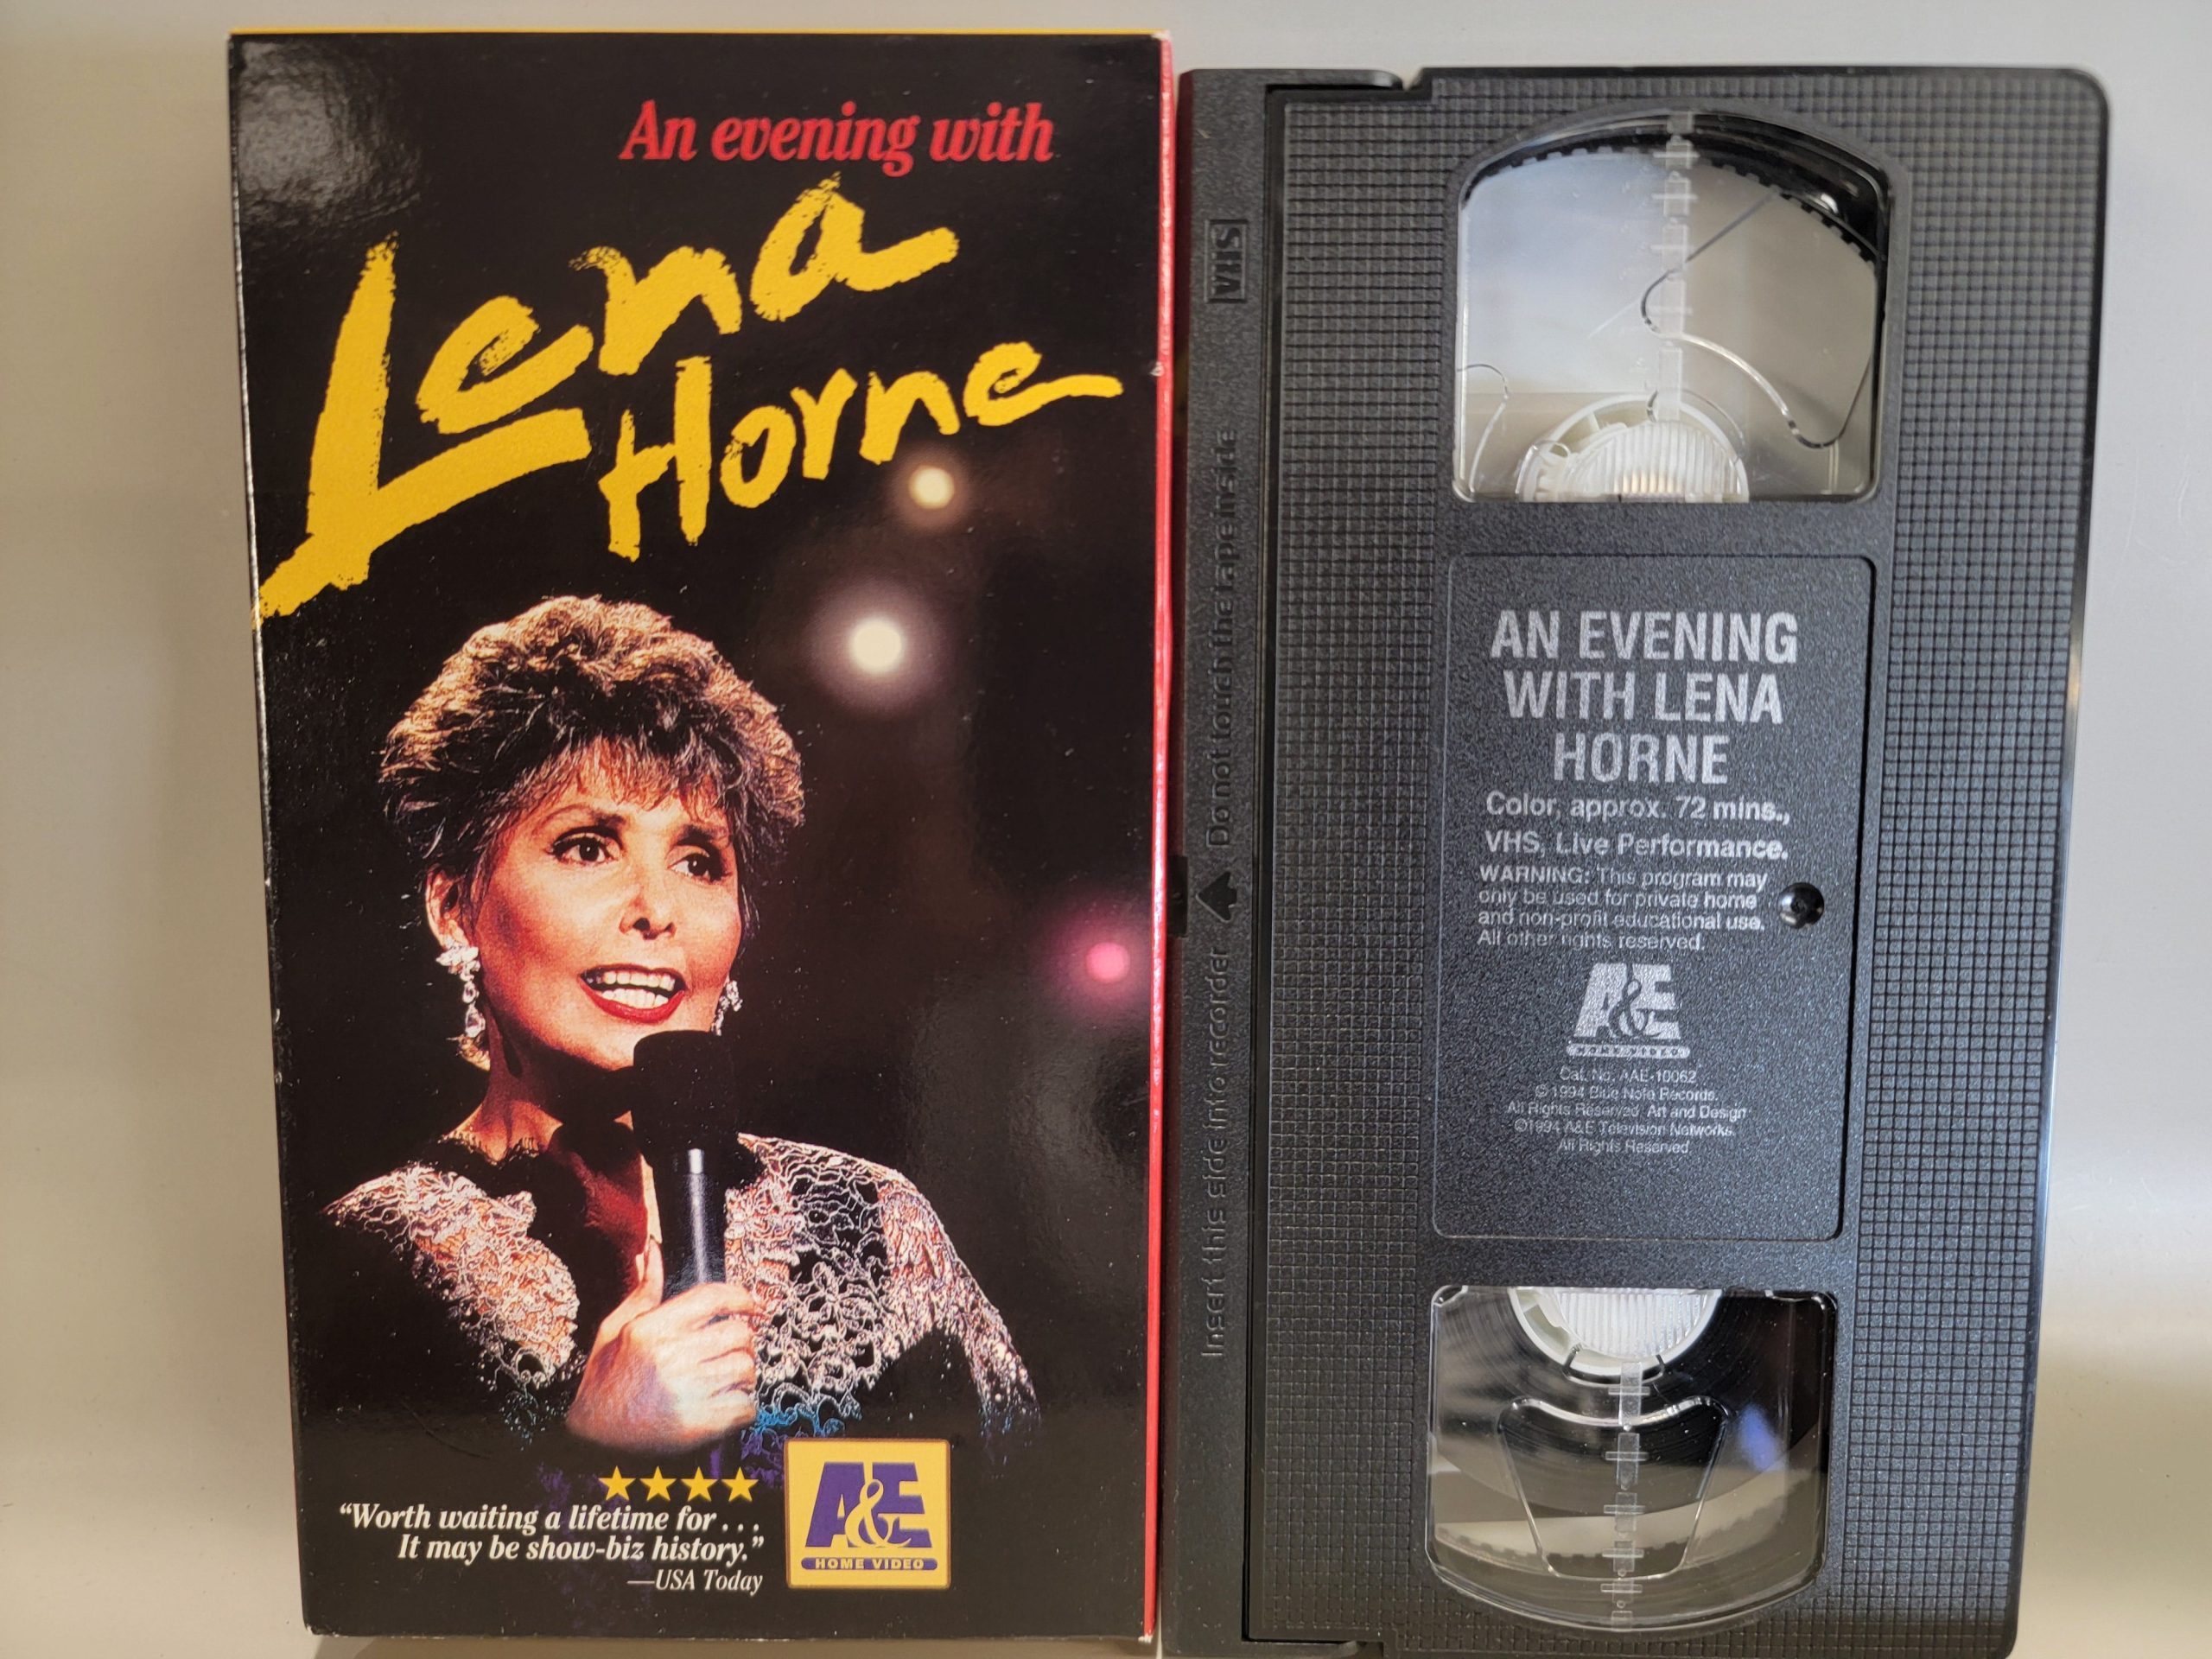 An evening with
Lena
Horne
★★★★
“Worth waiting a lifetime for . . .
It may be show-biz history.”
—USA Today
A&E
HOME VIDEO
VHS
Do not touch the tape inside
Insert this side into recorder
AN EVENING
WITH LENA
HORNE
Color, approx. 72 mins.,
VHS, Live Performance.
WARNING: This program may
only be used for private home
and non-profit educational use.
All other rights reserved.
A&E
HOME VIDEO
Cat. No. AAE-10062
© 1994 Blue Note Records.
All Rights Reserved. Art and Design
©1994 A&E Television Networks.
All Rights Reserved.